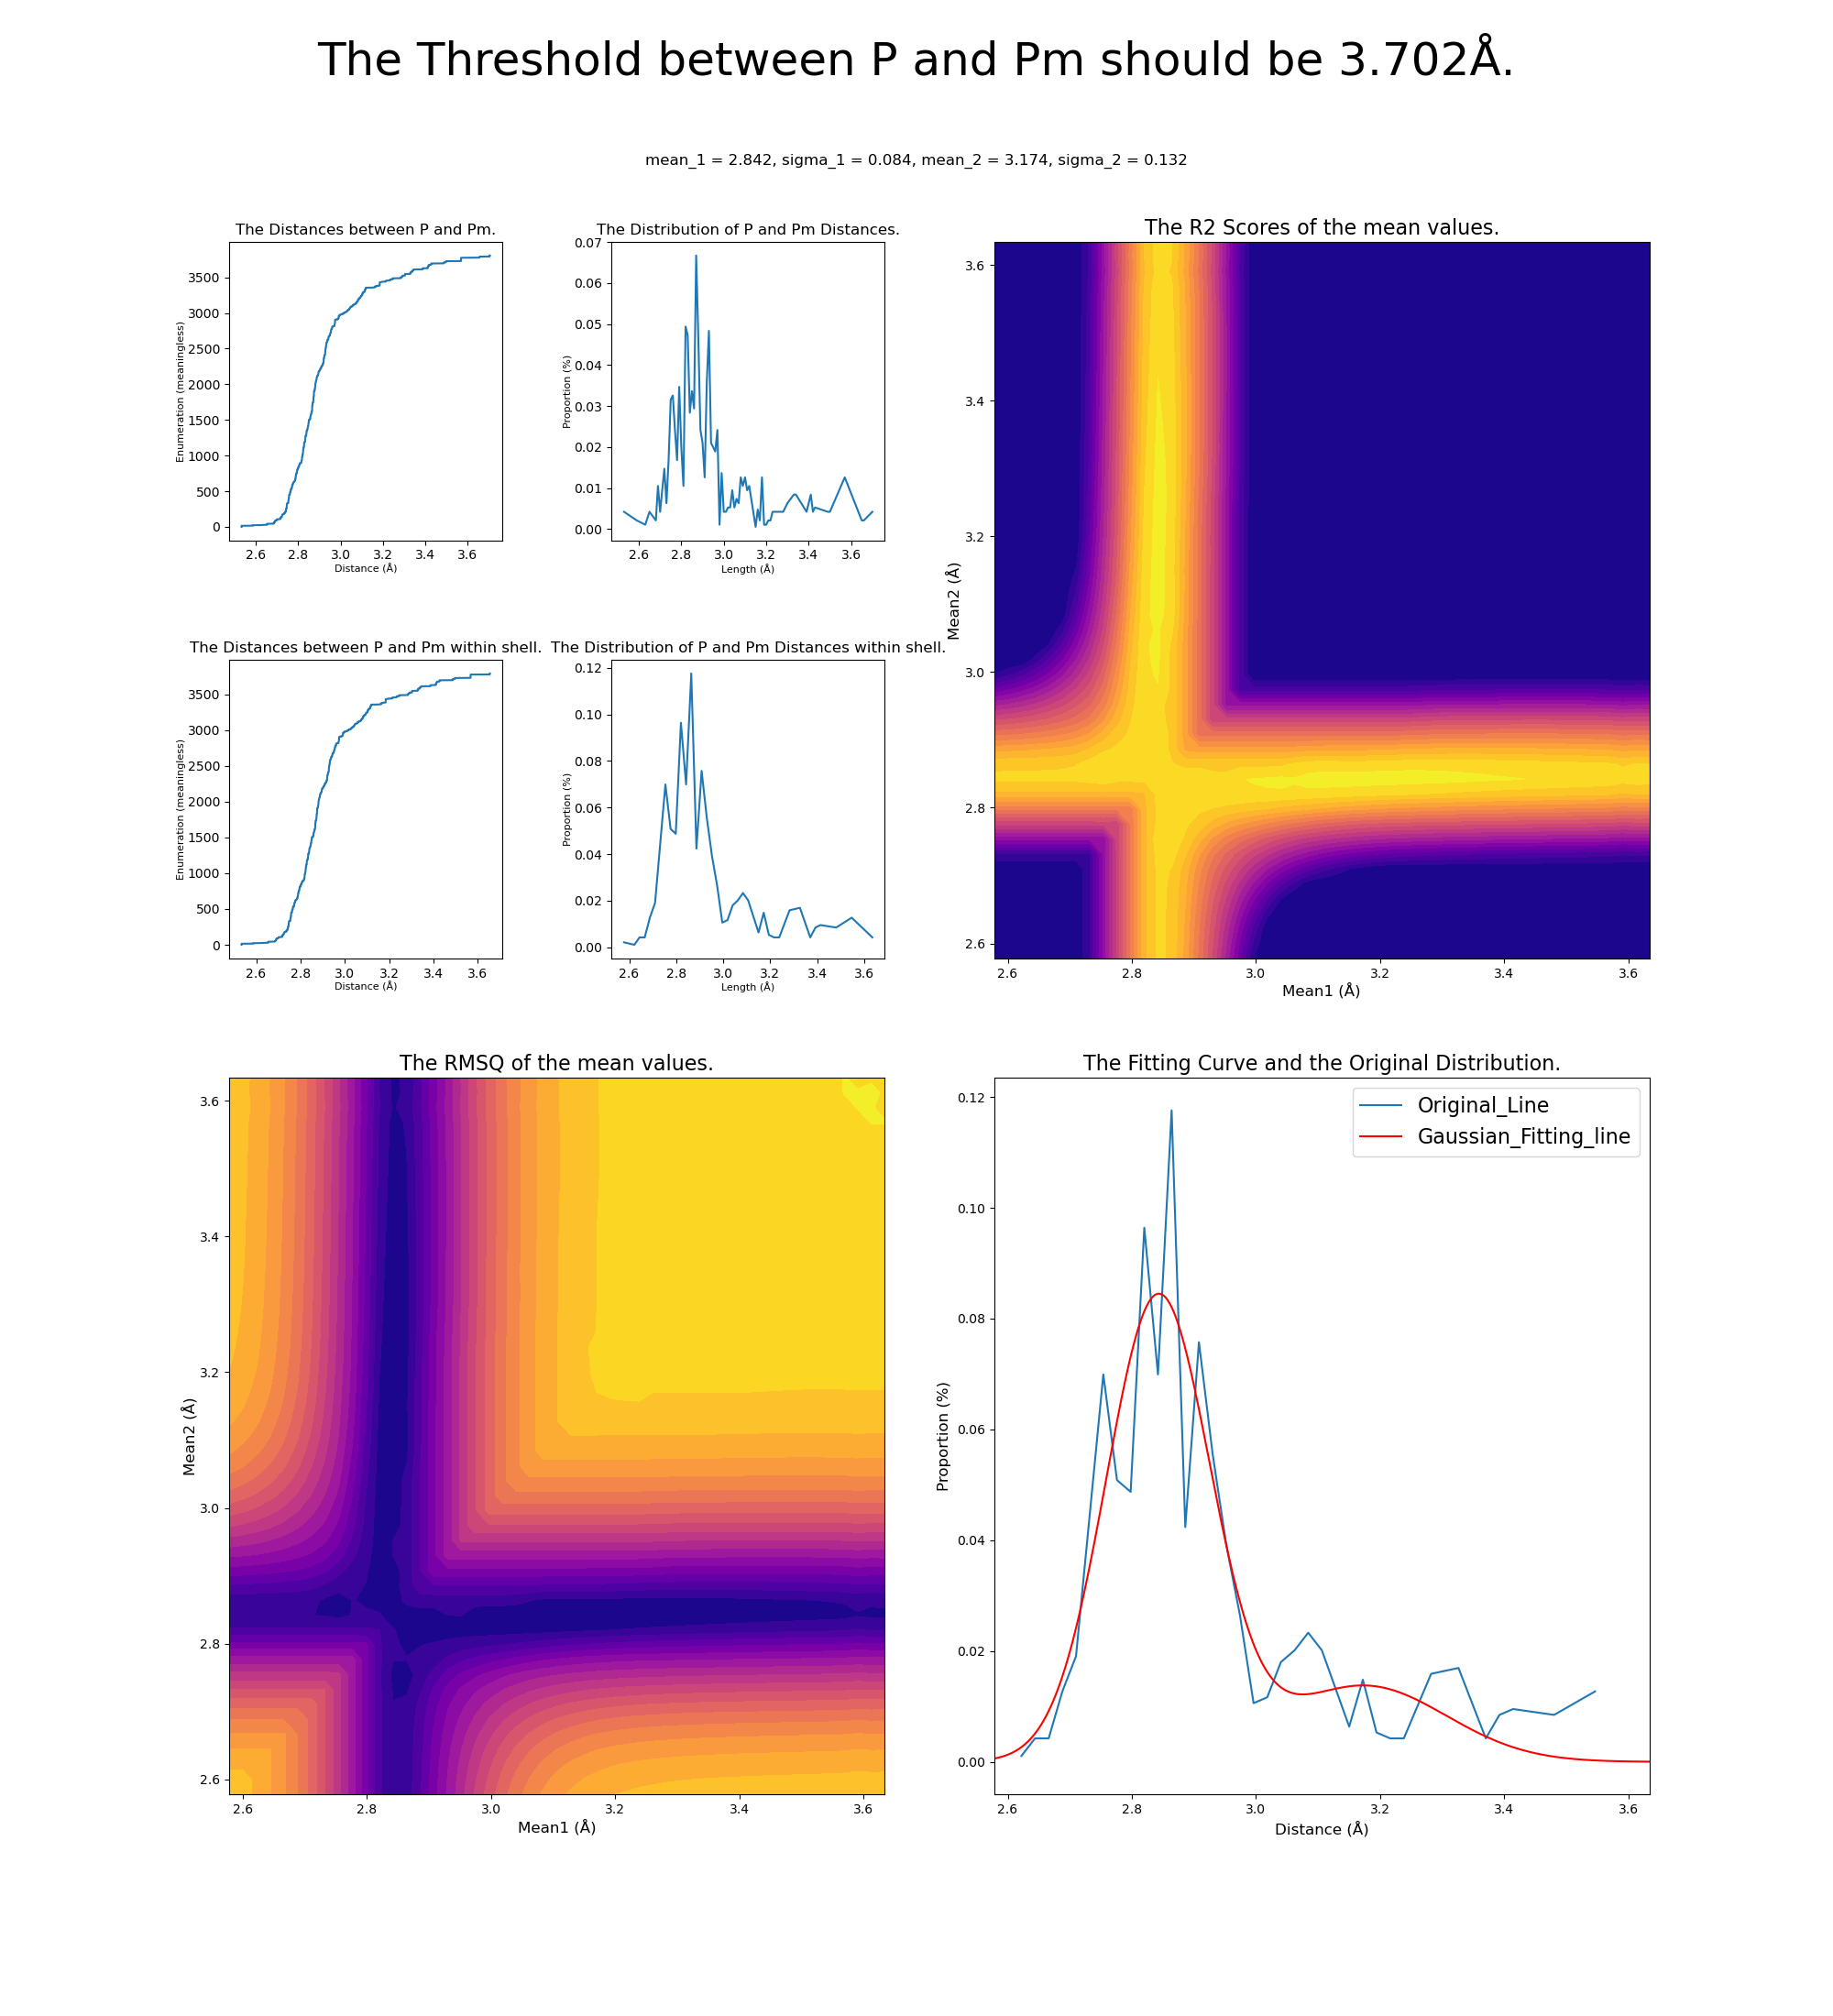 The Threshold between P and Pm should be 3.702Å.
mean_1 = 2.842, sigma_1 = 0.084, mean_2 = 3.174, sigma_2 = 0.132
The Distances between P and Pm.
3500
3000
2500
2000
1500
1000
500
0
Enumeration (meaningless)
2.6 2.8 3.0 3.2 3.4 3.6
Distance (Å)
The Distribution of P and Pm Distances.
0.07
0.06
0.05
0.04
0.03
0.02
0.01
0.00
Proportion (%)
2.6 2.8 3.0 3.2 3.4 3.6
Length (Å)
The R2 Scores of the mean values.
3.6
3.4
3.2
3.0
2.8
2.6
Mean2 (Å)
2.6 2.8 3.0 3.2 3.4 3.6
Mean1 (Å)
The Distances between P and Pm within shell.
3500
3000
2500
2000
1500
1000
500
0
Enumeration (meaningless)
2.6 2.8 3.0 3.2 3.4 3.6
Distance (Å)
The Distribution of P and Pm Distances within shell.
0.12
0.10
0.08
0.06
0.04
0.02
0.00
Proportion (%)
2.6 2.8 3.0 3.2 3.4 3.6
Length (Å)
The RMSQ of the mean values.
3.6
3.4
3.2
3.0
2.8
2.6
Mean2 (Å)
2.6 2.8 3.0 3.2 3.4 3.6
Mean1 (Å)
The Fitting Curve and the Original Distribution.
Original_Line
Gaussian_Fitting_line
0.12
0.10
0.08
0.06
0.04
0.02
0.00
Proportion (%)
2.6 2.8 3.0 3.2 3.4 3.6
Distance (Å)